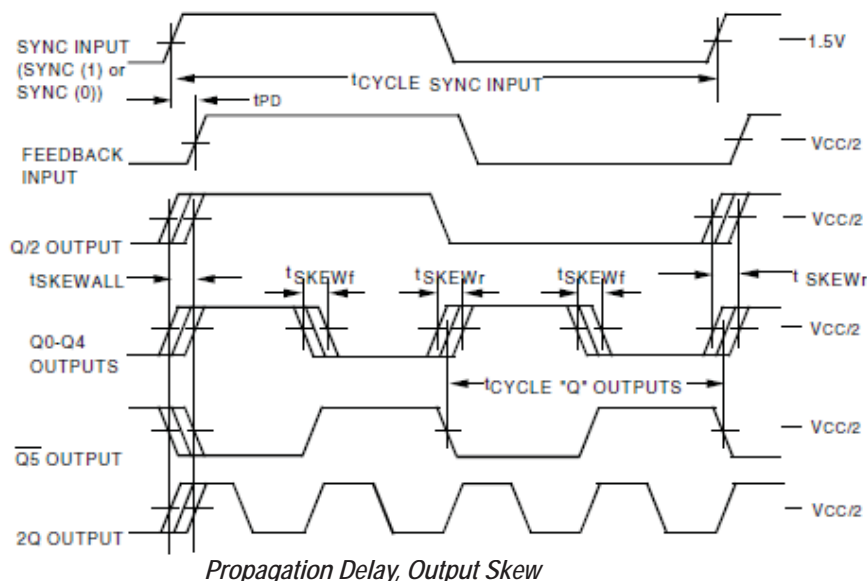 SYNC INPUT
(SYNC (1) or
SYNC (0))
1.5V
tCYCLE SYNC INPUT
tPD
FEEDBACK
INPUT
VCC/2
Q/2 OUTPUT
VCC/2
tSKEWALL
tSKEWf
tSKEWr
tSKEWf
tSKEWr
Q0-Q4
OUTPUTS
VCC/2
tCYCLE "Q" OUTPUTS
Q5 OUTPUT
VCC/2
2Q OUTPUT
VCC/2
Propagation Delay, Output Skew